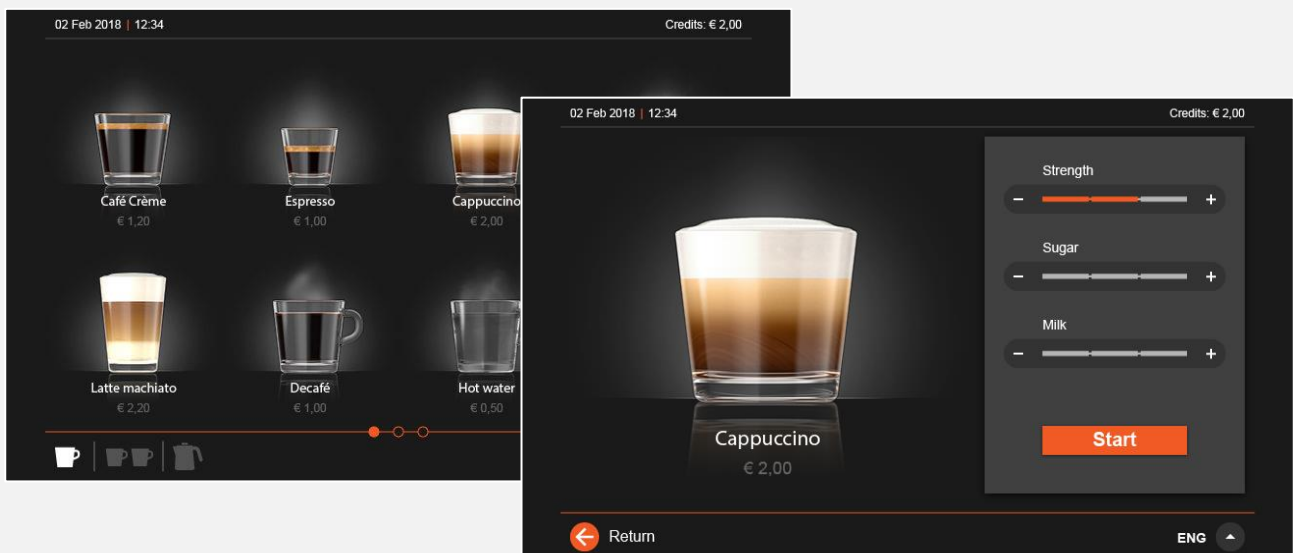 02 Feb 2018 | 12:34
Credits: € 2,00
Café Crème
€ 1,20
Espresso
€ 1,00
Cappuccino
€ 2,00
Latte machiato
€ 2,20
Decafé
€ 1,00
Hot water
€ 0,50
02 Feb 2018 | 12:34
Credits: € 2,00
Cappuccino
€ 2,00
Strength
- +
Sugar
- +
Milk
- +
Start
Return
ENG